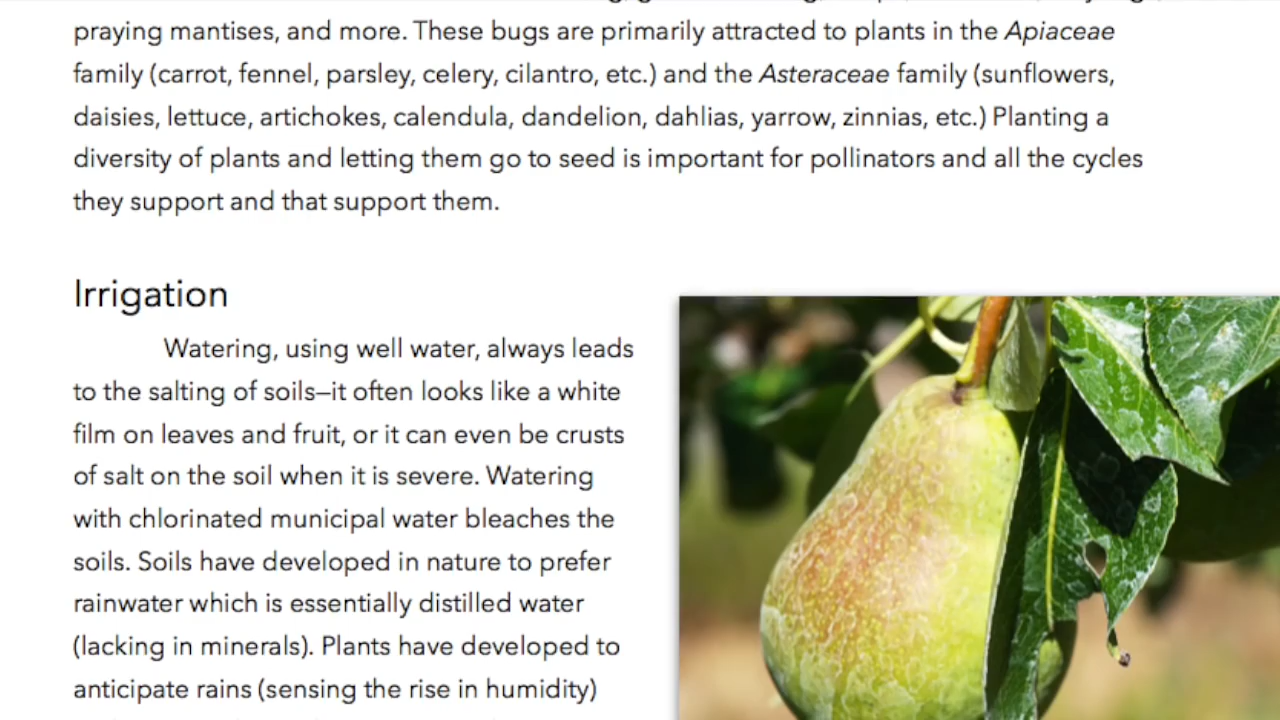 praying mantises, and more. These bugs are primarily attracted to plants in the Apiaceae
family (carrot, fennel, parsley, celery, cilantro, etc.) and the Asteraceae family (sunflowers,
daisies, lettuce, artichokes, calendula, dandelion, dahlias, yarrow, zinnias, etc.) Planting a
diversity of plants and letting them go to seed is important for pollinators and all the cycles
they support and that support them.
Irrigation
Watering, using well water, always leads
to the salting of soils—it often looks like a white
film on leaves and fruit, or it can even be crusts
of salt on the soil when it is severe. Watering
with chlorinated municipal water bleaches the
soils. Soils have developed in nature to prefer
rainwater which is essentially distilled water
(lacking in minerals). Plants have developed to
anticipate rains (sensing the rise in humidity)